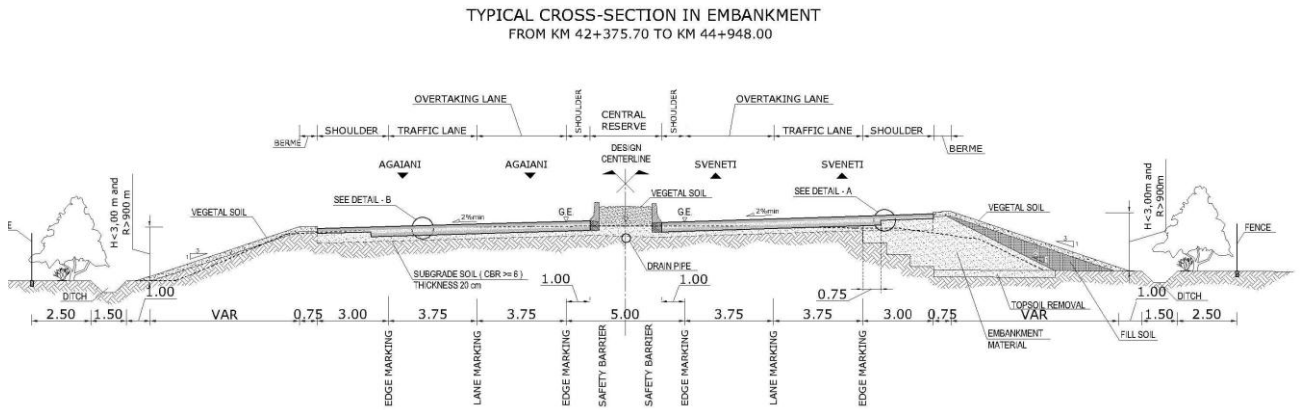 TYPICAL CROSS-SECTION IN EMBANKMENT
FROM KM 42+375.70 TO KM 44+948.00
OVERTAKING LANE
SHOULDER
CENTRAL
RESERVE
SHOULDER
OVERTAKING LANE
BERME
SHOULDER
TRAFFIC LANE
TRAFFIC LANE
SHOULDER
BERME
AGAIANI
AGAIANI
DESIGN
CENTERLINE
SVENETI
SVENETI
H<3,00 m and
R>900 m
VEGETAL SOIL
SEE DETAIL - B
2%min
G.E.
VEGETAL SOIL
G.E.
2%min
SEE DETAIL - A
VEGETAL SOIL
H<3,00m and
R>900m
FENCE
DITCH
1.00
SUBGRADE SOIL ( CBR >= 6 )
THICKNESS 20 cm
1.00
DRAIN PIPE
1.00
0.75
TOPSOIL REMOVAL
1.00
DITCH
2.50 1.50 VAR 0.75 3.00 3.75 3.75 5.00 3.75 3.75 3.00 0.75 VAR 1.50 2.50
EMBANKMENT
MATERIAL
FILL SOIL
EDGE MARKING
LANE MARKING
EDGE MARKING
SAFETY BARRIER
SAFETY BARRIER
EDGE MARKING
LANE MARKING
EDGE MARKING